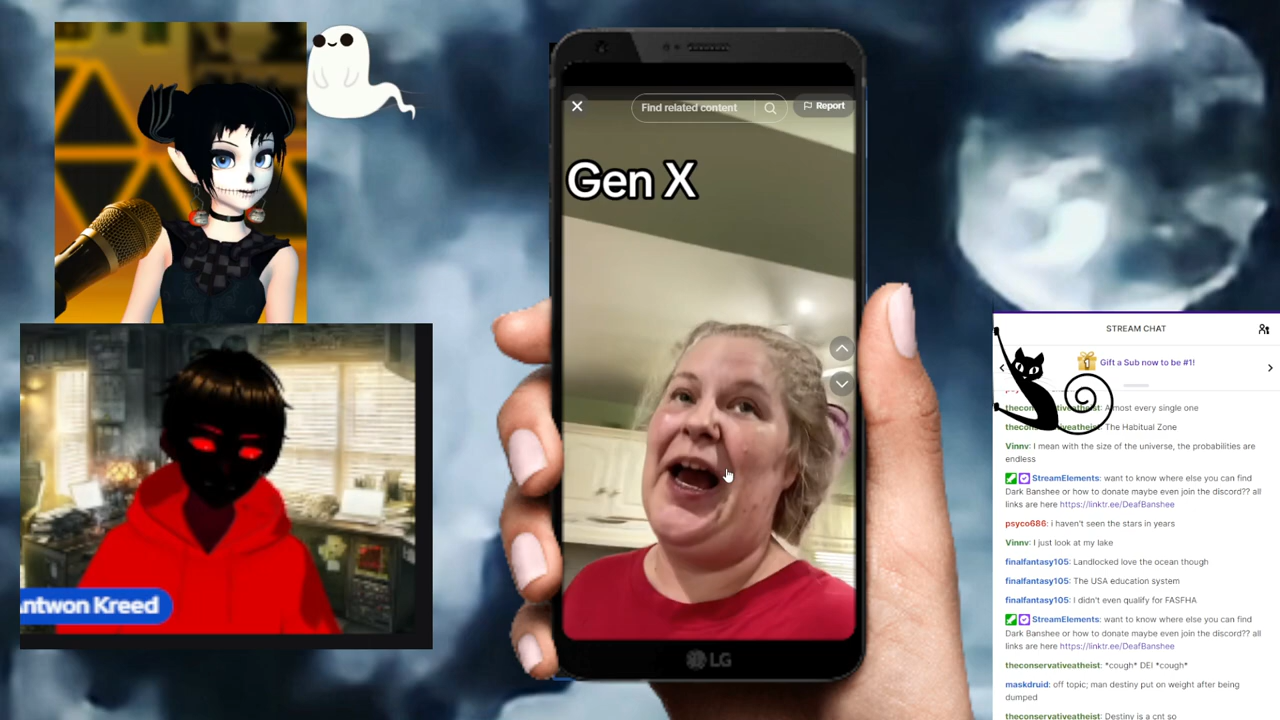 Find related content
Report
Gen X
LG
ntwon Kreed
STREAM CHAT
Gift a Sub now to be #1!
most every single one
The Habitual Zone
Vinnv: I mean with the size of the universe, the probabilities are
endless
StreamElements: want to know where else you can find
Dark Banshee or how to donate maybe even join the discord?? all
links are here https://linktr.ee/DeafBanshee
psyco686: i haven't seen the stars in years
Vinnv: I just look at my lake
finalfantasy105: Landlocked love the ocean though
finalfantasy105: The USA education system
finalfantasy105: I didn't even qualify for FASFHA
StreamElements: want to know where else you can find
Dark Banshee or how to donate maybe even join the discord?? all
links are here https://linktr.ee/DeafBanshee
theconservativeatheist: *cough* DEI *cough*
maskdruid: off topic; man destiny put on weight after being
dumped
theconservativeatheist: Destiny is a cnt so